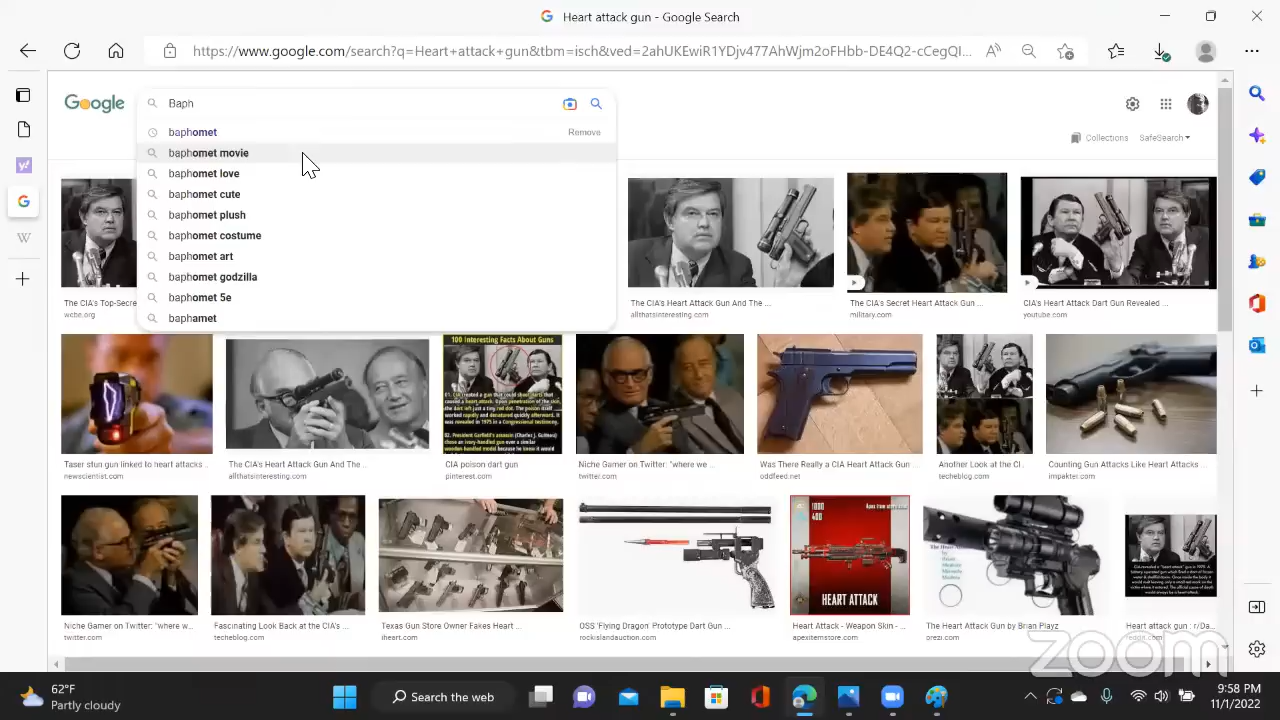 Heart attack gun - Google Search
https://www.google.com/search?q=Heart+attack+gun&tbm=isch&ved=2ahUKEwiR1YDjv477AhWjm2oFHbb-DE4Q2-cCegQI...
Google
Baph
Collections
SafeSearch
baphomet
Remove
baphomet movie
baphomet love
baphomet cute
baphomet plush
baphomet costume
baphomet art
baphomet godzilla
baphomet 5e
baphamet
The CIA's Top-Secre
wcbe.org
The CIA's Heart Attack Gun And The ...
allthatsinteresting.com
The CIA's Secret Heart Attack Gun ...
military.com
CIA's Heart Attack Dart Gun Revealed ...
youtube.com
100 Interesting Facts About Guns
Taser stun gun linked to heart attacks ..
newscientist.com
The CIA's Heart Attack Gun And The ...
allthatsinteresting.com
CIA poison dart gun
pinterest.com
Niche Gamer on Twitter: "where we ...
twitter.com
Was There Really a CIA Heart Attack Gun ...
oddfeed.net
Another Look at the CI..
techeblog.com
Counting Gun Attacks Like Heart Attacks ...
impakter.com
1800
400
HEART ATTACK
Niche Gamer on Twitter: "where w...
twitter.com
Fascinating Look Back at the CIA's ...
techeblog.com
Texas Gun Store Owner Fakes Heart ...
iheart.com
OSS 'Flying Dragon' Prototype Dart Gun ...
rockislandauction.com
Heart Attack - Weapon Skin - ...
apexitemstore.com
The Heart Attack Gun by Brian Playz
prezi.com
Heart attack gun : r/Da...
reddit.com
zoom
62°F
Partly cloudy
Search the web
9:58 PM
11/1/2022